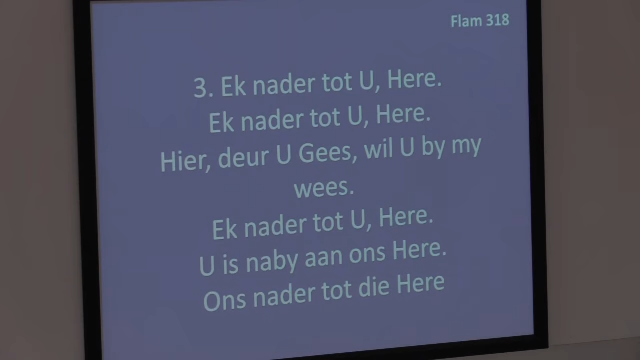 Flam 318
3. Ek nader tot U, Here.
Ek nader tot U, Here.
Hier, deur U Gees, wil U by my
wees.
Ek nader tot U, Here.
U is naby aan ons Here.
Ons nader tot die Here